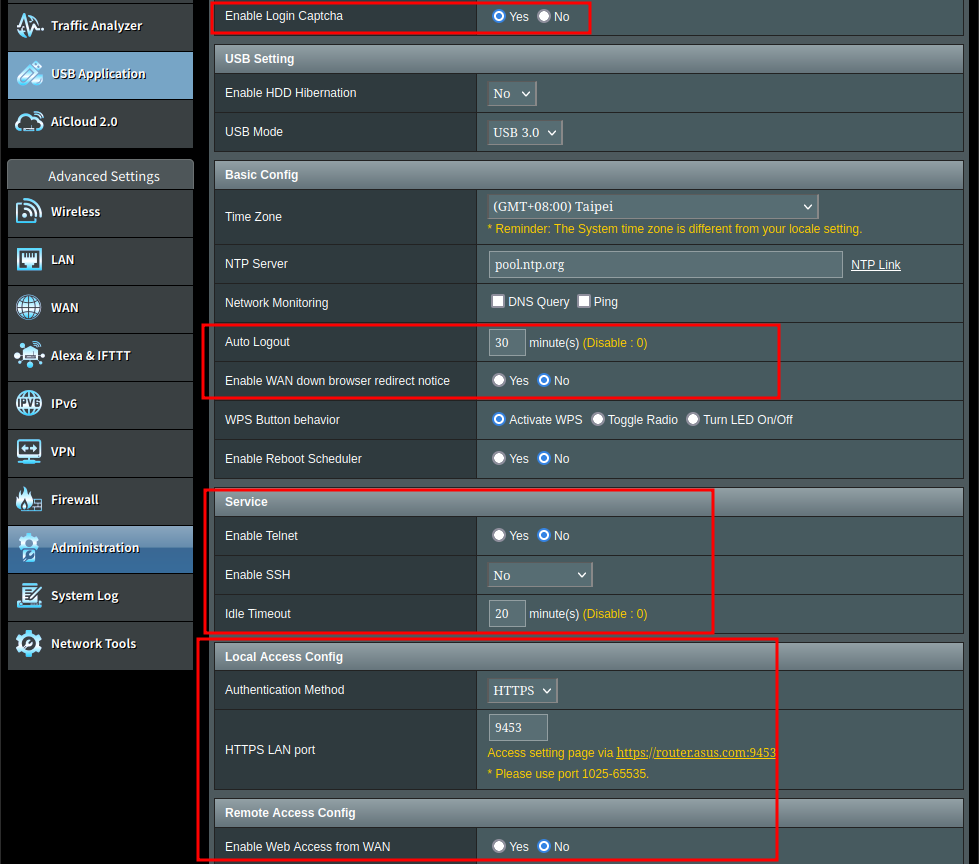 Traffic Analyzer
USB Application
AiCloud 2.0
Advanced Settings
Wireless
LAN
WAN
Alexa & IFTTT
IPv6
VPN
Firewall
Administration
System Log
Network Tools
Enable Login Captcha Yes No
USB Setting
Enable HDD Hibernation No
USB Mode USB 3.0
Basic Config
Time Zone (GMT+08:00) Taipei
* Reminder: The System time zone is different from your locale setting.
NTP Server pool.ntp.org NTP Link
Network Monitoring DNS Query Ping
Auto Logout 30 minute(s) (Disable : 0)
Enable WAN down browser redirect notice Yes No
WPS Button behavior Activate WPS Toggle Radio Turn LED On/Off
Enable Reboot Scheduler Yes No
Service
Enable Telnet Yes No
Enable SSH No
Idle Timeout 20 minute(s) (Disable : 0)
Local Access Config
Authentication Method HTTPS
HTTPS LAN port 9453
Access setting page via https://router.asus.com:9453
* Please use port 1025-65535.
Remote Access Config
Enable Web Access from WAN Yes No